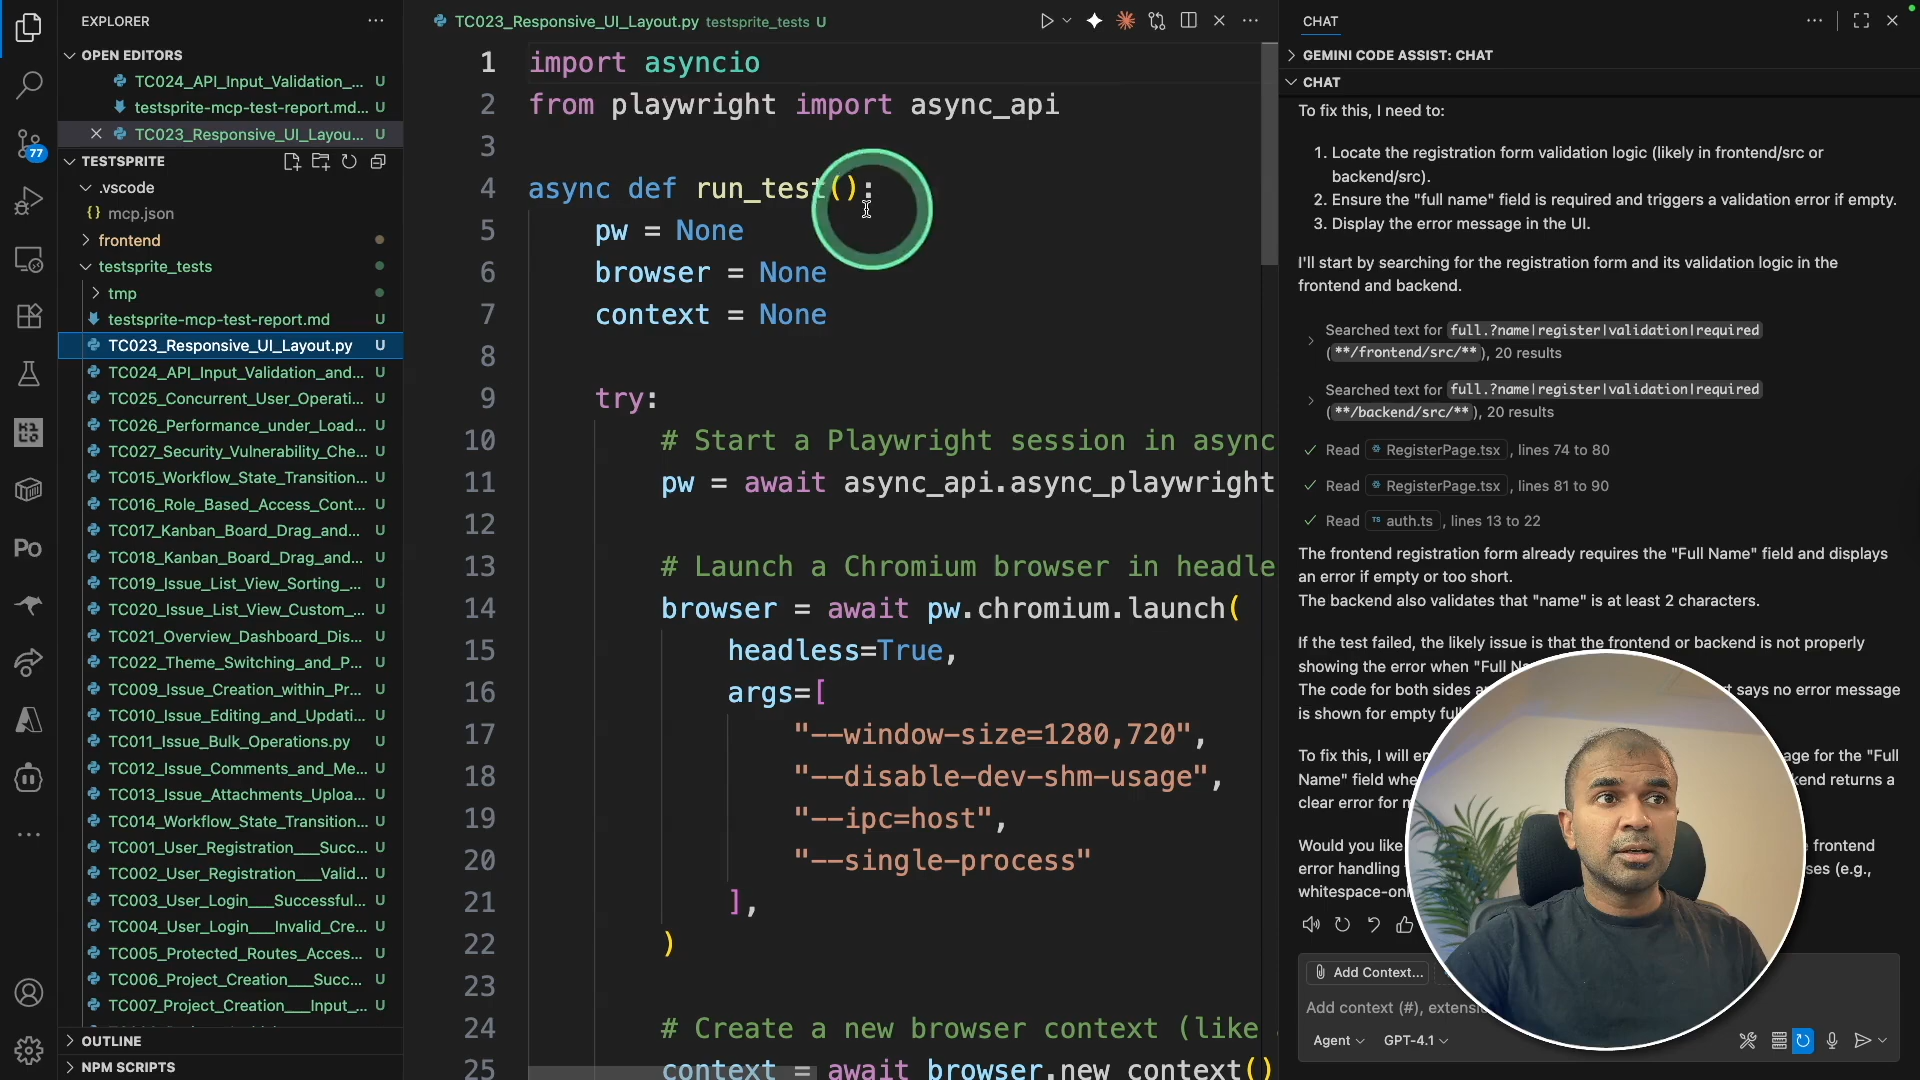 EXPLORER
OPEN EDITORS
TC024_API_Input_Validation_... U
testsprite-mcp-test-report.md... U
TC023_Responsive_UI_Layou... U
TESTSPRITE
.vscode
{} mcp.json
frontend
testsprite_tests
tmp
testsprite-mcp-test-report.md U
TC023_Responsive_UI_Layout.py U
TC024_API_Input_Validation_and... U
TC025_Concurrent_User_Operati... U
TC026_Performance_under_Load... U
TC027_Security_Vulnerability_Che... U
TC015_Workflow_State_Transition... U
TC016_Role_Based_Access_Cont... U
TC017_Kanban_Board_Drag_and... U
TC018_Kanban_Board_Drag_and... U
TC019_Issue_List_View_Sorting_... U
TC020_Issue_List_View_Custom_... U
TC021_Overview_Dashboard_Dis... U
TC022_Theme_Switching_and_P... U
TC009_Issue_Creation_within_Pr... U
TC010_Issue_Editing_and_Updati... U
TC011_Issue_Bulk_Operations.py U
TC012_Issue_Comments_and_Me... U
TC013_Issue_Attachments_Uploa... U
TC014_Workflow_State_Transition... U
TC001_User_Registration___Succ... U
TC002_User_Registration___Valid... U
TC003_User_Login___Successful... U
TC004_User_Login___Invalid_Cre... U
TC005_Protected_Routes_Acces... U
TC006_Project_Creation___Succ... U
TC007_Project_Creation___Input_... U
OUTLINE
NPM SCRIPTS
77
Po
TC023_Responsive_UI_Layout.py testsprite_tests U
1 import asyncio
2 from playwright import async_api
3
4 async def run_test():
5 pw = None
6 browser = None
7 context = None
8
9 try:
10 # Start a Playwright session in async
11 pw = await async_api.async_playwright
12
13 # Launch a Chromium browser in headle
14 browser = await pw.chromium.launch(
15 headless=True,
16 args=[
17 "--window-size=1280,720",
18 "--disable-dev-shm-usage",
19 "--ipc=host",
20 "--single-process"
21 ],
22 )
23
24 # Create a new browser context (like
25 context = await browser.new_context()
CHAT
GEMINI CODE ASSIST: CHAT
CHAT
To fix this, I need to:
1. Locate the registration form validation logic (likely in frontend/src or
backend/src).
2. Ensure the "full name" field is required and triggers a validation error if empty.
3. Display the error message in the UI.
I'll start by searching for the registration form and its validation logic in the
frontend and backend.
Searched text for full.?name|register|validation|required
(**/frontend/src/**), 20 results
Searched text for full.?name|register|validation|required
(**/backend/src/**), 20 results
Read RegisterPage.tsx , lines 74 to 80
Read RegisterPage.tsx , lines 81 to 90
Read TS auth.ts , lines 13 to 22
The frontend registration form already requires the "Full Name" field and displays
an error if empty or too short.
The backend also validates that "name" is at least 2 characters.
If the test failed, the likely issue is that the frontend or backend is not properly
showing the error when "Full
The code for both sides says no error message
is shown for empty
To fix this, I will for the "Full
Name" field returns a
clear error for
Would you like frontend
error handling (e.g.,
Add Context...
Add context (#),
Agent GPT-4.1